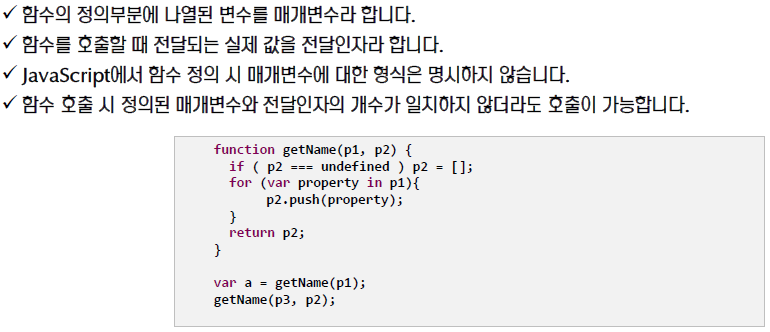 ✓ 함수의 정의부분에 나열된 변수를 매개변수라 합니다.
✓ 함수를 호출할 때 전달되는 실제 값을 전달인자라 합니다.
✓ JavaScript에서 함수 정의 시 매개변수에 대한 형식은 명시하지 않습니다.
✓ 함수 호출 시 정의된 매개변수와 전달인자의 개수가 일치하지 않더라도 호출이 가능합니다.
function getName(p1, p2) {
  if ( p2 === undefined ) p2 = [];
  for (var property in p1){
       p2.push(property);
  }
  return p2;
}

var a = getName(p1);
getName(p3, p2);